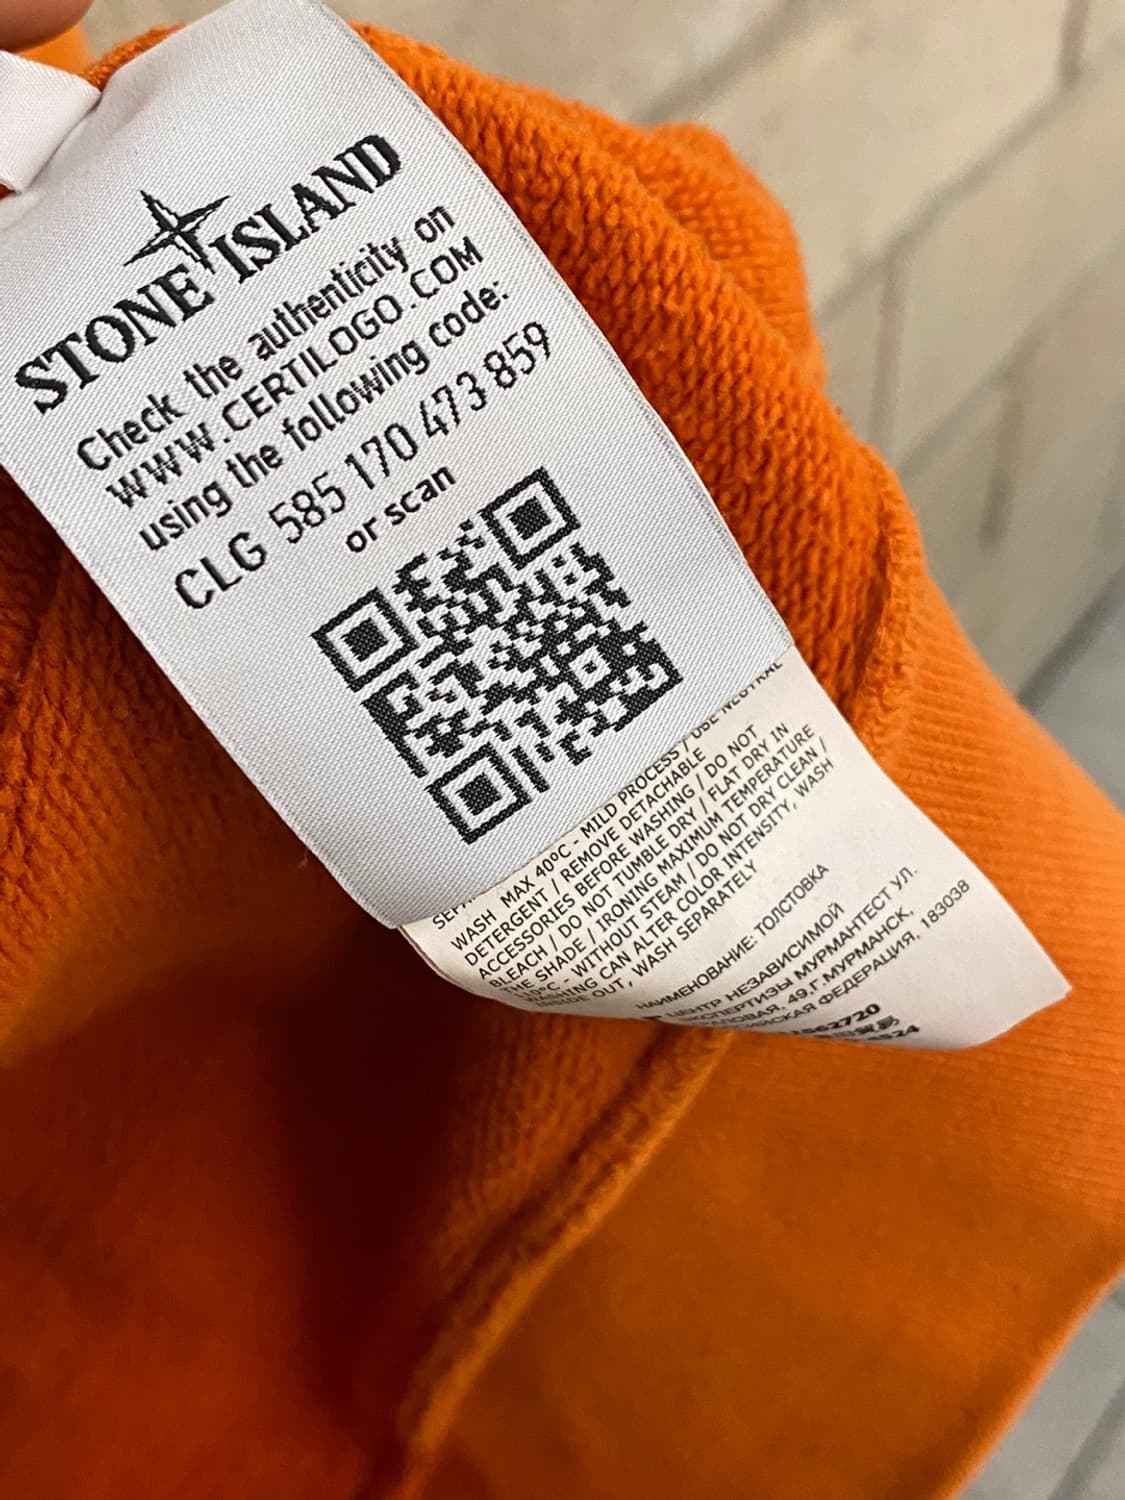 STONE ISLAND
Check the authenticity on
WWW.CERTILOGO.COM
using the following code:
CLG 585 170 473 859
or scan
WASH MAX 40ºC - MILD PROCESS / USE NEUTRAL
DETERGENT / REMOVE DETACHABLE
ACCESSORIES BEFORE WASHING / DO NOT
BLEACH / DO NOT TUMBLE DRY / FLAT DRY IN
THE SHADE / IRONING MAXIMUM TEMPERATURE
- WITHOUT STEAM / DO NOT DRY CLEAN /
WASHING CAN ALTER COLOR INTENSITY, WASH
INSIDE OUT, WASH SEPARATELY
НАИМЕНОВАНИЕ: ТОЛСТОВКА
ЦЕНТР НЕЗАВИСИМОЙ
ЭКСПЕРТИЗЫ МУРМАНТЕСТ УЛ.
49,Г.МУРМАНСК,
ФЕДЕРАЦИЯ, 183038